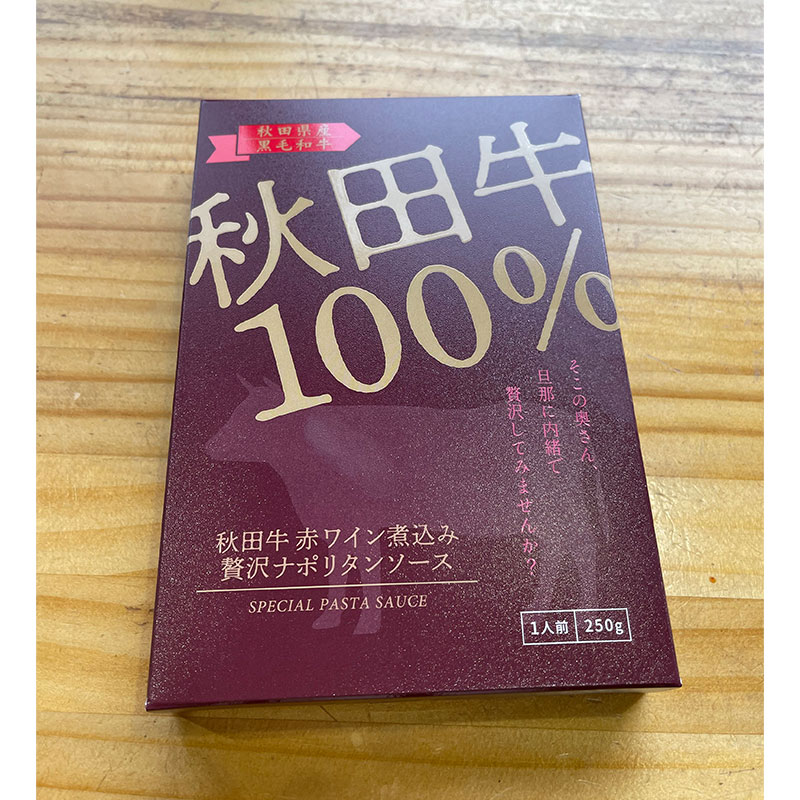 秋田県産
黒毛和牛
秋田牛
100%
そこの奥さん、
旦那に内緒で
贅沢してみませんか?
秋田牛 赤ワイン煮込み
贅沢ナポリタンソース
SPECIAL PASTA SAUCE
1人前 250g